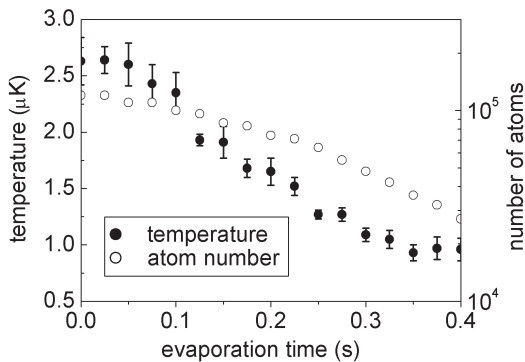 3.0
2.5
2.0
1.5
1.0
0.5
temperature (μK)
10⁵
10⁴
number of atoms
temperature
atom number
0.0 0.1 0.2 0.3 0.4
evaporation time (s)